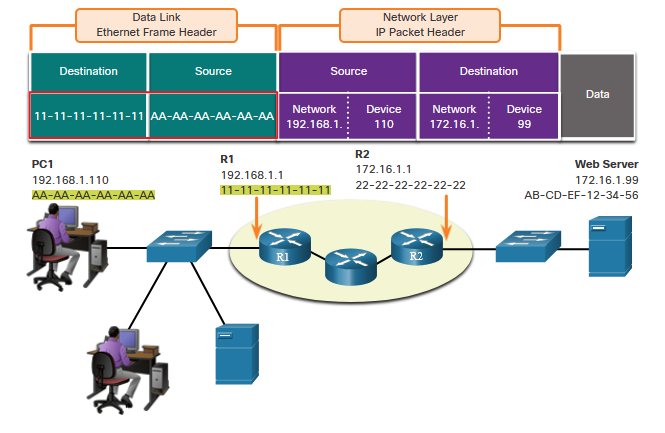 Data Link
Ethernet Frame Header
Network Layer
IP Packet Header
Destination
Source
Source
Destination
Data
11-11-11-11-11-11
AA-AA-AA-AA-AA-AA
Network
192.168.1.
Device
110
Network
172.16.1.
Device
99
PC1
192.168.1.110
AA-AA-AA-AA-AA-AA
R1
192.168.1.1
11-11-11-11-11-11
R2
172.16.1.1
22-22-22-22-22-22
Web Server
172.16.1.99
AB-CD-EF-12-34-56
R1
R2